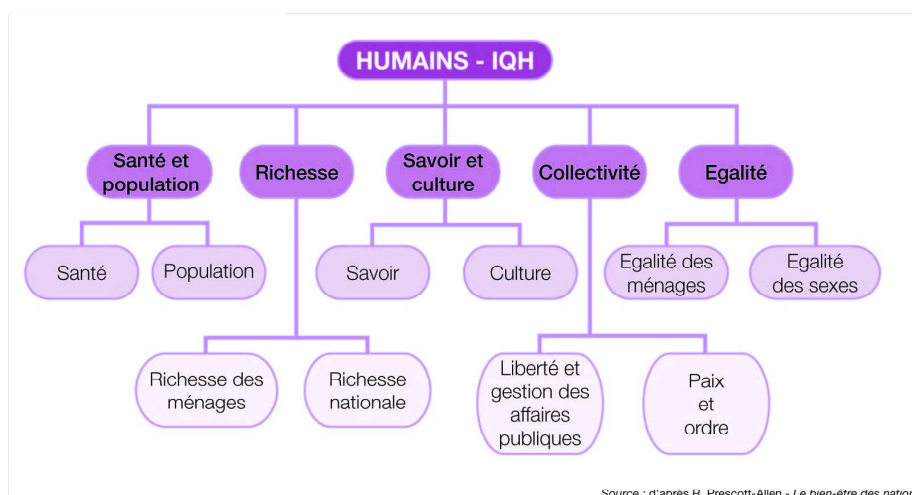 HUMAINS - IQH
Santé et
population
Richesse
Savoir et
culture
Collectivité
Egalité
Santé
Population
Savoir
Culture
Egalité des
ménages
Egalité
des sexes
Richesse des
ménages
Richesse
nationale
Liberté et
gestion des
affaires
publiques
Paix
et
ordre
Source : d'après R. Prescott-Allen - Le bien-être des natio